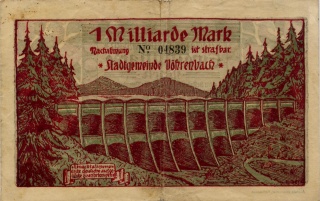 1 Milliarde Mark
Nachahmung No 04839 ist strafbar
* Stadtgemeinde Vöhrenbach *